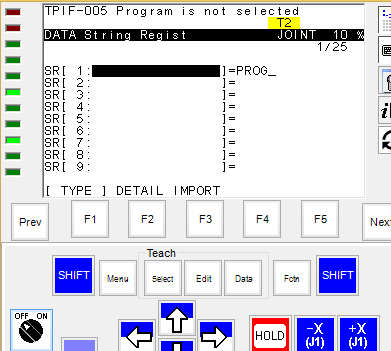 TPIF-005 Program is not selected
T2
DATA String Regist JOINT 10 %
1/25
SR[ 1: ]=PROG_
SR[ 2: ]=
SR[ 3: ]=
SR[ 4: ]=
SR[ 5: ]=
SR[ 6: ]=
SR[ 7: ]=
SR[ 8: ]=
SR[ 9: ]=
[ TYPE ] DETAIL IMPORT
Prev F1 F2 F3 F4 F5 Nex
Teach
SHIFT Menu Select Edit Data Fctn SHIFT
OFF ON
HOLD -X (J1) +X (J1)